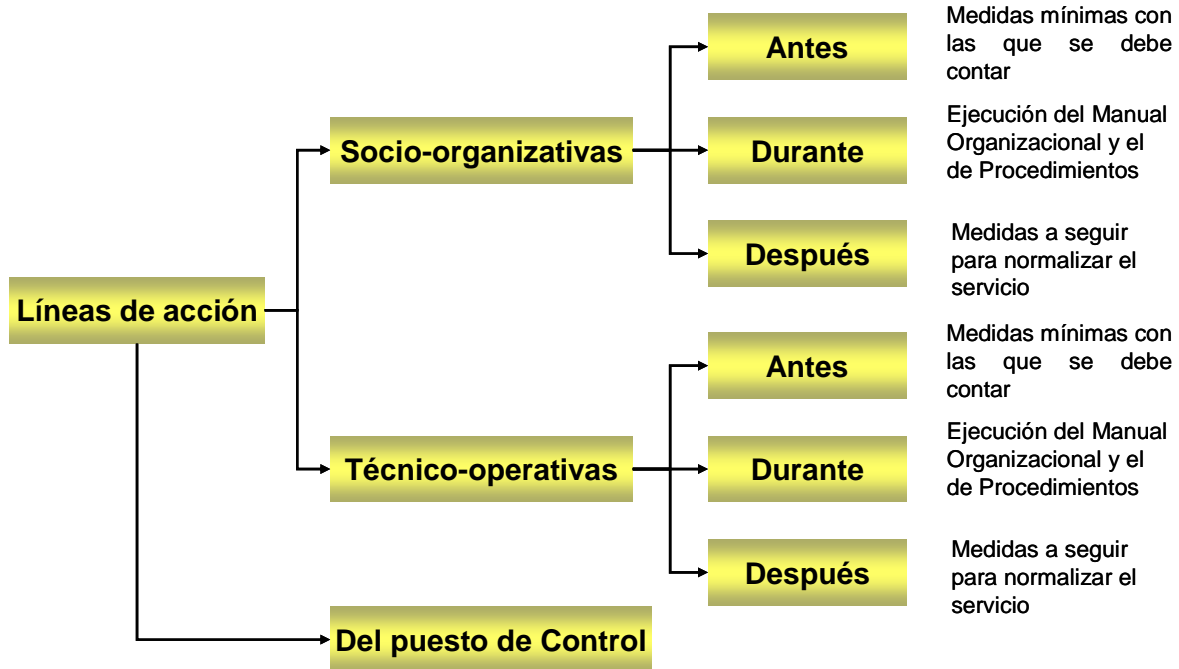 Líneas de acción
Socio-organizativas
Antes
Medidas mínimas con
las que se debe
contar
Durante
Ejecución del Manual
Organizacional y el
de Procedimientos
Después
Medidas a seguir
para normalizar el
servicio
Técnico-operativas
Antes
Medidas mínimas con
las que se debe
contar
Durante
Ejecución del Manual
Organizacional y el
de Procedimientos
Después
Medidas a seguir
para normalizar el
servicio
Del puesto de Control